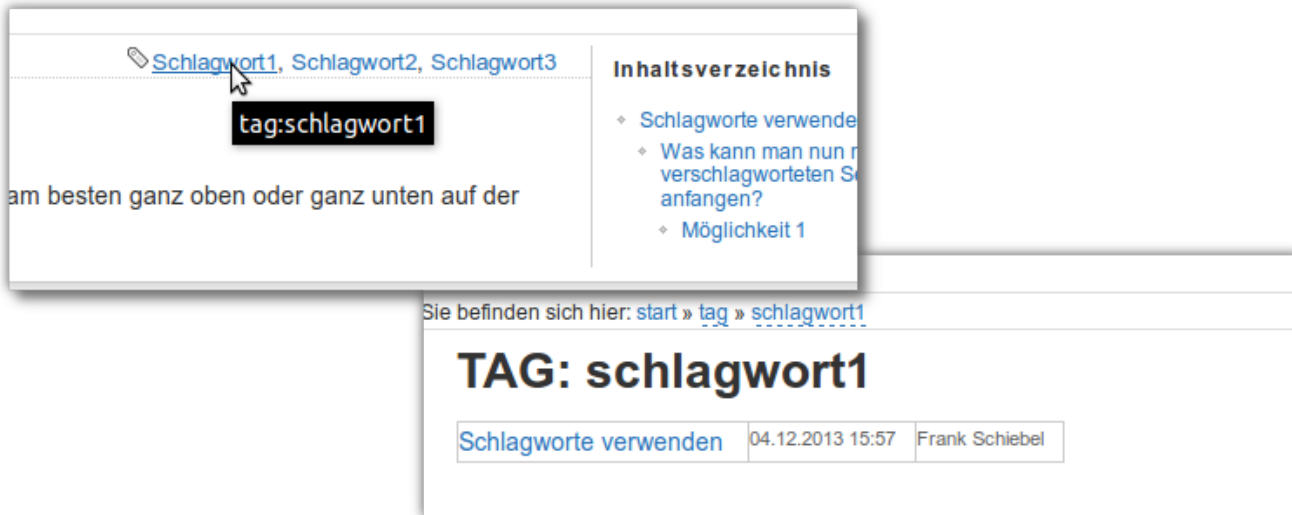 Schlagwort1, Schlagwort2, Schlagwort3
tag:schlagwort1
am besten ganz oben oder ganz unten auf der
Inhaltsverzeichnis
Schlagworte verwende
Was kann man nun
verschlagworteten
anfangen?
Möglichkeit 1
Sie befinden sich hier: start » tag » schlagwort1
TAG: schlagwort1
Schlagworte verwenden 04.12.2013 15:57 Frank Schiebel